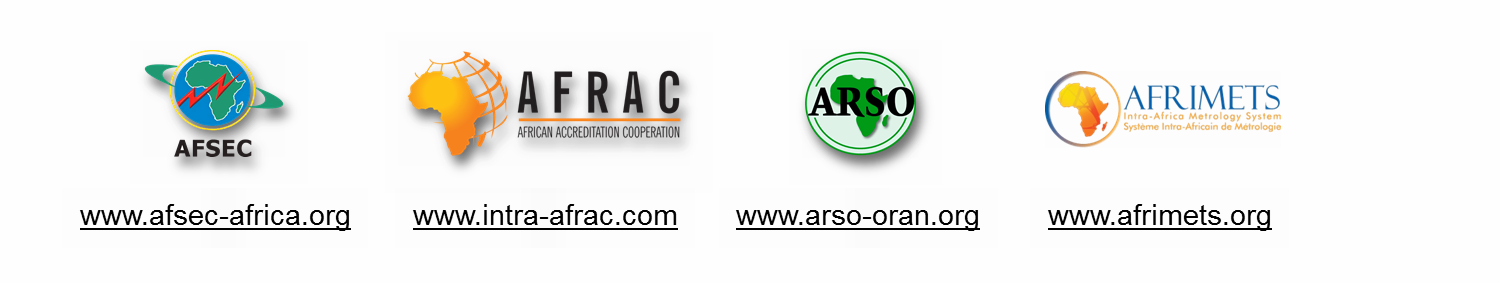 AFSEC
AFRAC
AFRICAN ACCREDITATION COOPERATION
ARSO
AFRIMETS
Intra-Africa Metrology System
Système Intra-Africain de Métrologie
www.afsec-africa.org
www.intra-afrac.com
www.arso-oran.org
www.afrimets.org